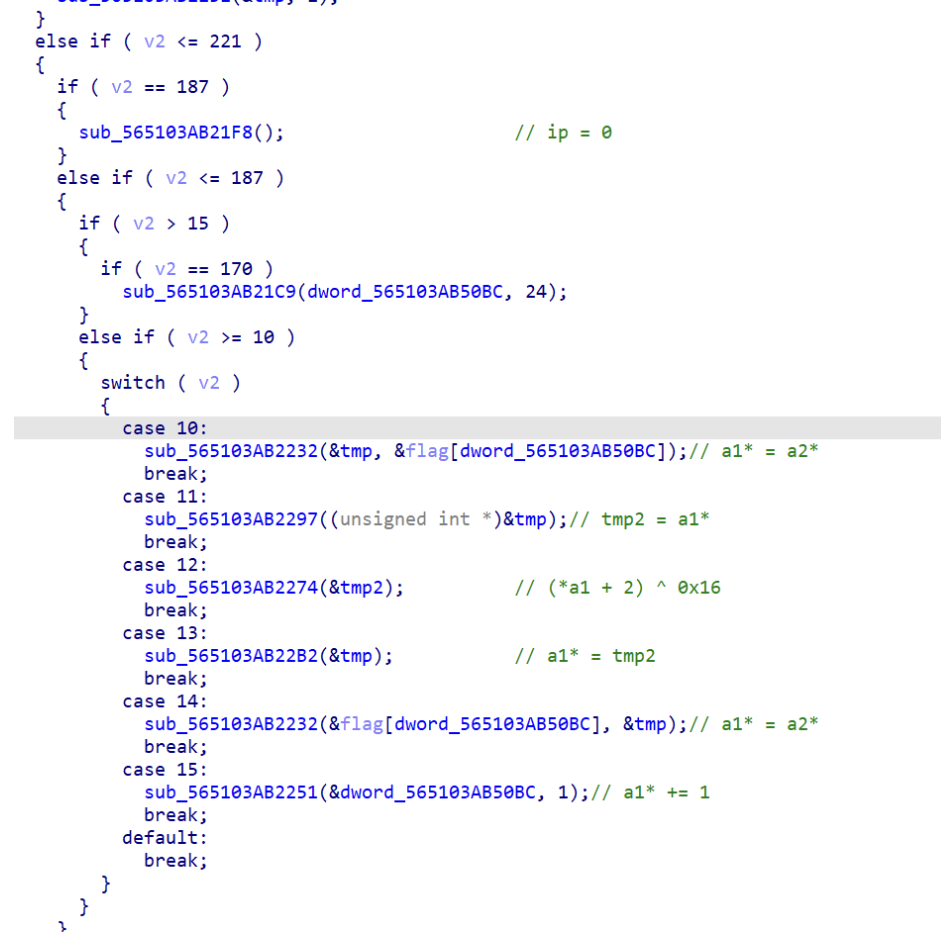 }
else if ( v2 <= 221 )
{
if ( v2 == 187 )
{
sub_565103AB21F8(); // ip = 0
}
else if ( v2 <= 187 )
{
if ( v2 > 15 )
{
if ( v2 == 170 )
sub_565103AB21C9(dword_565103AB50BC, 24);
}
else if ( v2 >= 10 )
{
switch ( v2 )
{
case 10:
sub_565103AB2232(&tmp, &flag[dword_565103AB50BC]);// a1* = a2*
break;
case 11:
sub_565103AB2297((unsigned int *)&tmp);// tmp2 = a1*
break;
case 12:
sub_565103AB2274(&tmp2); // (*a1 + 2) ^ 0x16
break;
case 13:
sub_565103AB22B2(&tmp); // a1* = tmp2
break;
case 14:
sub_565103AB2232(&flag[dword_565103AB50BC], &tmp);// a1* = a2*
break;
case 15:
sub_565103AB2251(&dword_565103AB50BC, 1);// a1* += 1
break;
default:
break;
}
}
}